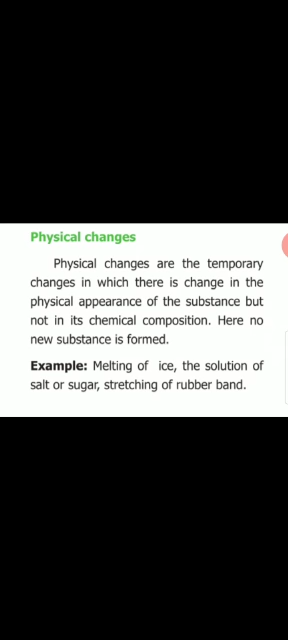 Physical changes
Physical changes are the temporary
changes in which there is change in the
physical appearance of the substance but
not in its chemical composition. Here no
new substance is formed.
Example: Melting of ice, the solution of
salt or sugar, stretching of rubber band.